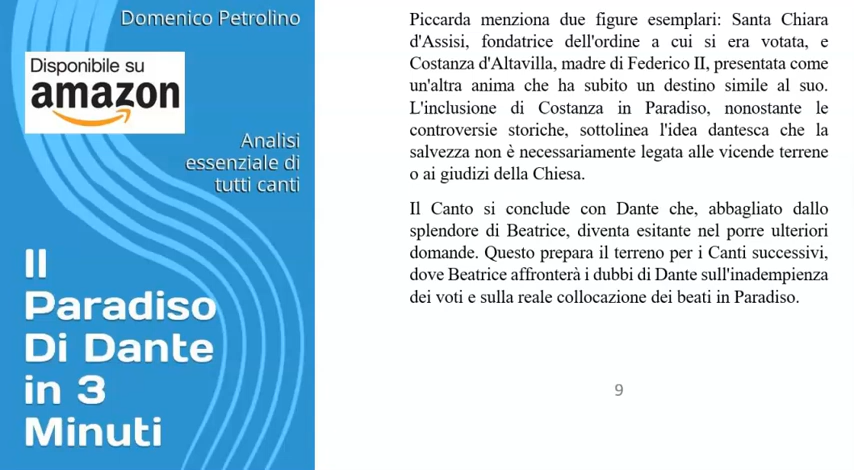 Domenico Petrolino
Disponibile su
amazon
Analisi
essenziale di
tutti canti
Il
Paradiso
Di Dante
in 3
Minuti
Piccarda menziona due figure esemplari: Santa Chiara
d'Assisi, fondatrice dell'ordine a cui si era votata, e
Costanza d'Altavilla, madre di Federico II, presentata come
un'altra anima che ha subito un destino simile al suo.
L'inclusione di Costanza in Paradiso, nonostante le
controversie storiche, sottolinea l'idea dantesca che la
salvezza non è necessariamente legata alle vicende terrene
o ai giudizi della Chiesa.
Il Canto si conclude con Dante che, abbagliato dallo
splendore di Beatrice, diventa esitante nel porre ulteriori
domande. Questo prepara il terreno per i Canti successivi,
dove Beatrice affronterà i dubbi di Dante sull'inadempienza
dei voti e sulla reale collocazione dei beati in Paradiso.
9